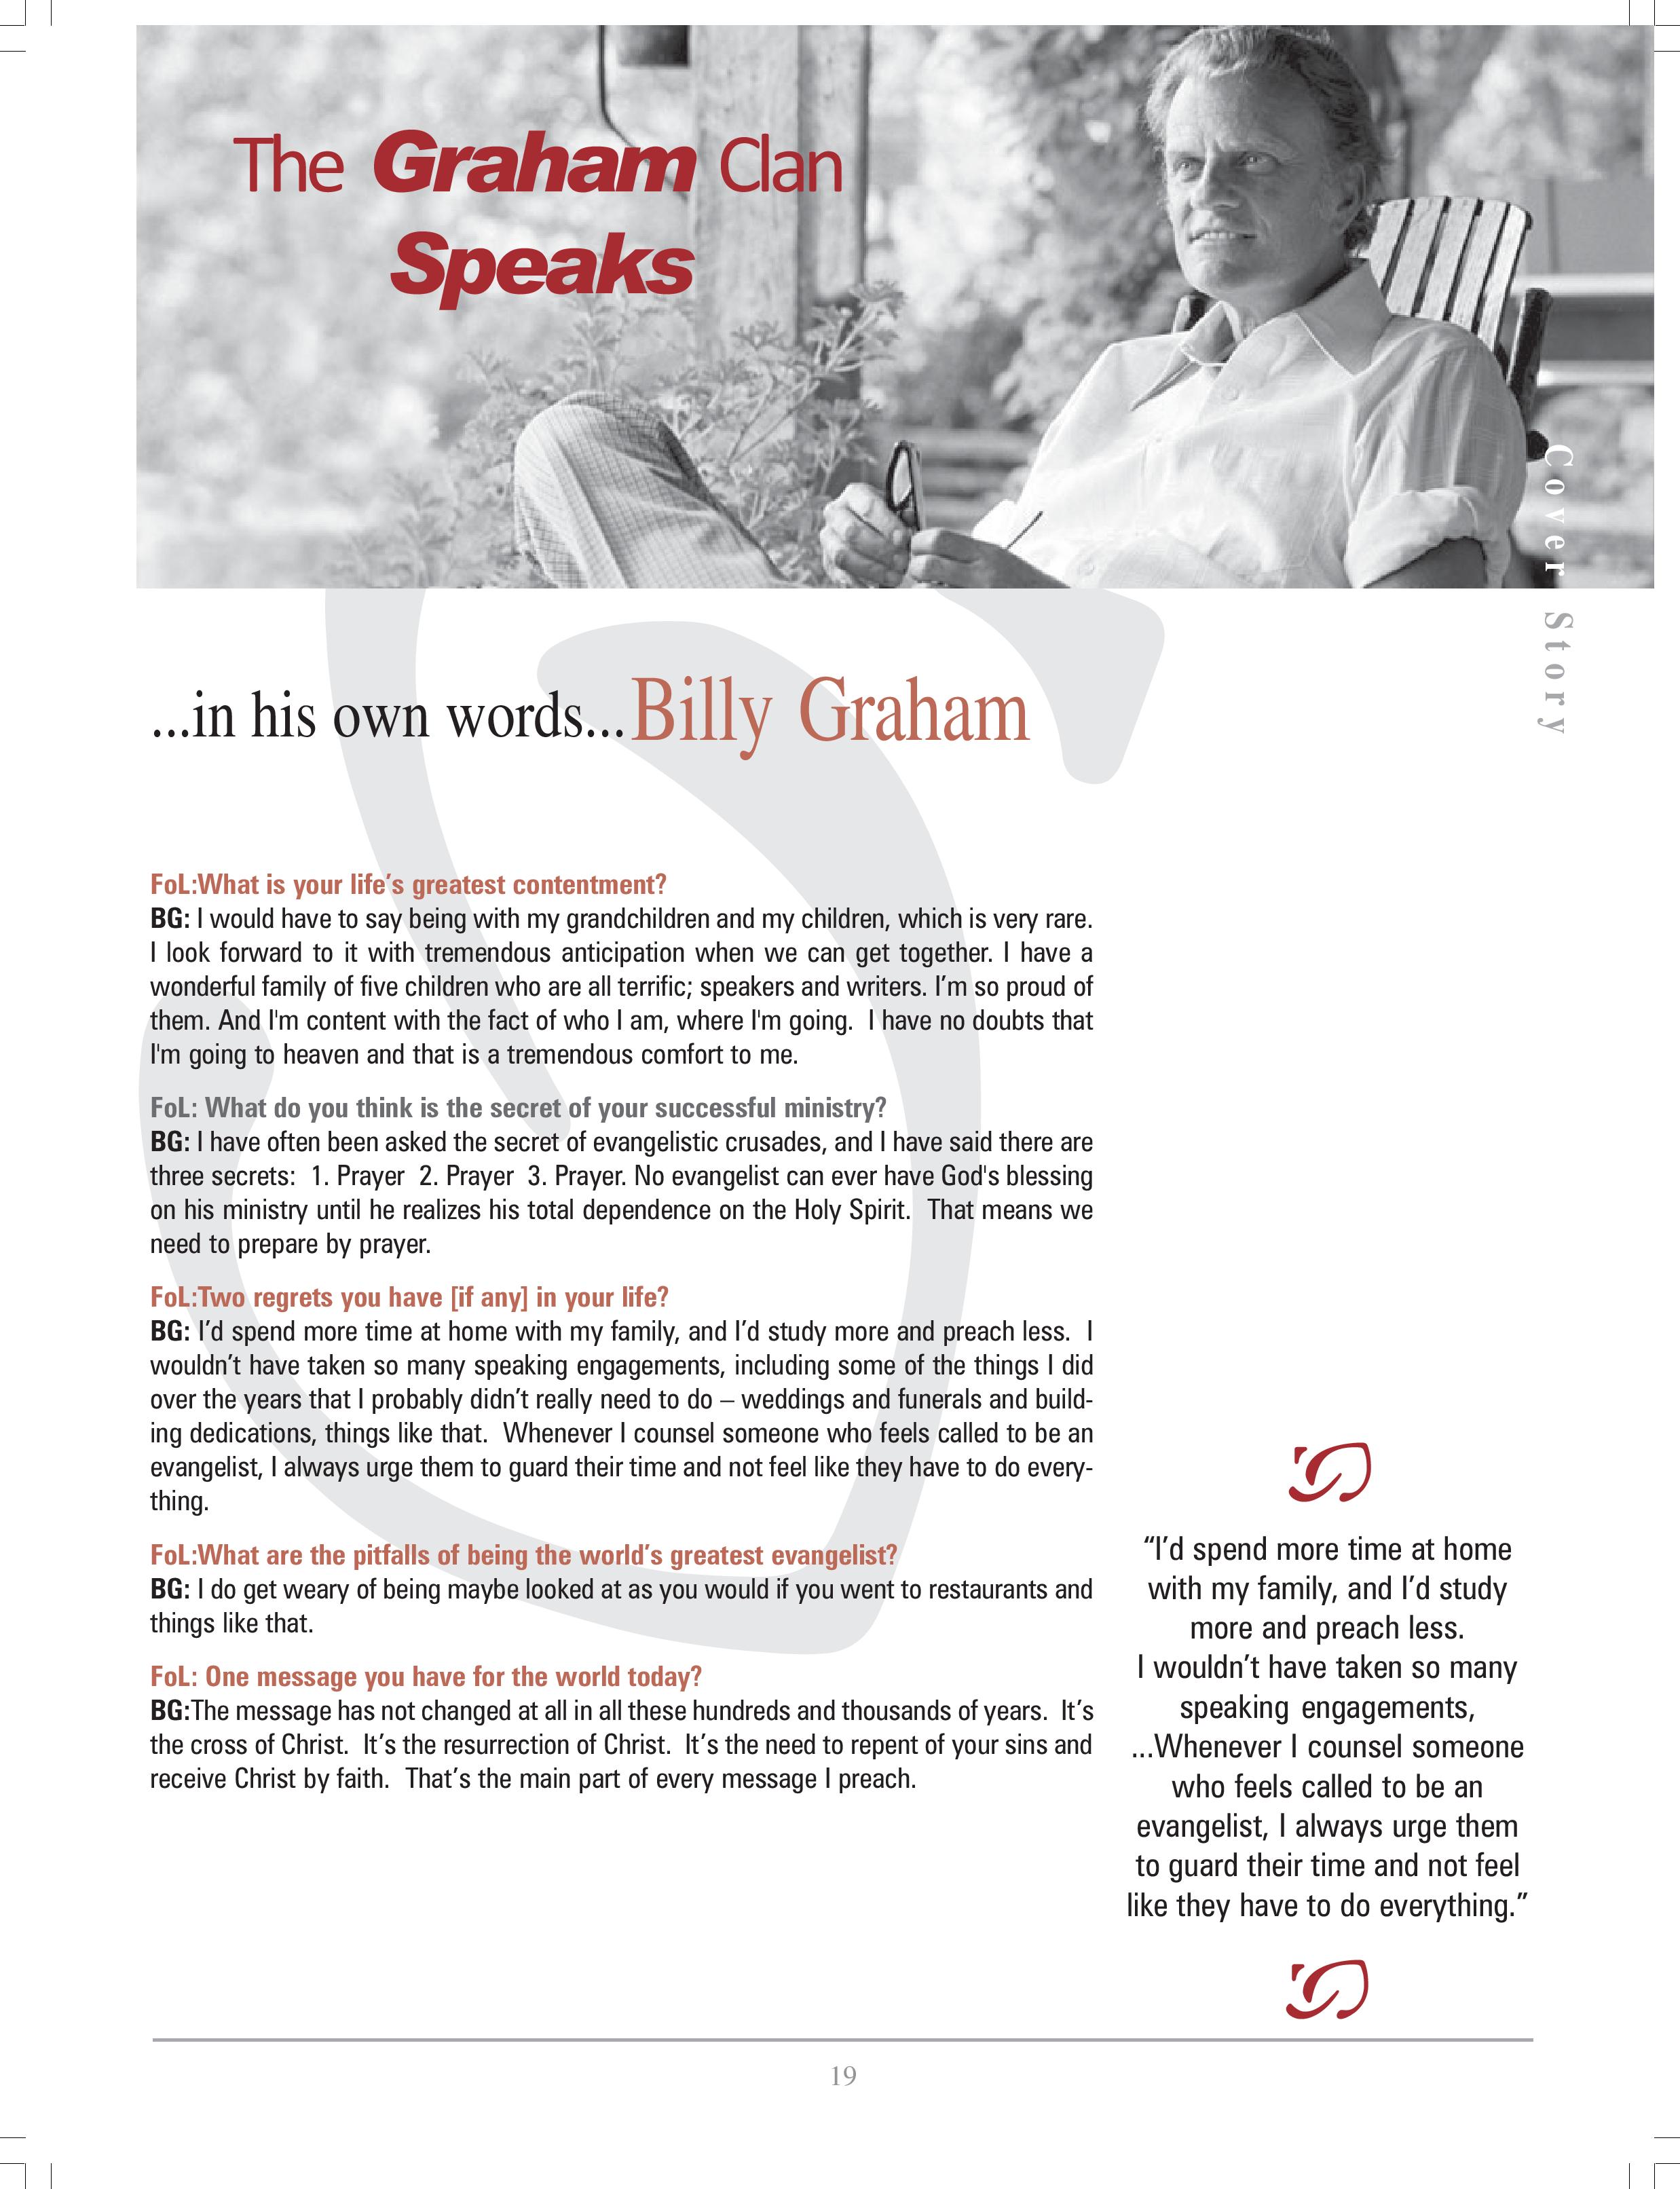 The Graham Clan
Speaks
Cover Story
...in his own words...Billy Graham
FoL:What is your life’s greatest contentment?
BG: I would have to say being with my grandchildren and my children, which is very rare.
I look forward to it with tremendous anticipation when we can get together. I have a
wonderful family of five children who are all terrific; speakers and writers. I’m so proud of
them. And I'm content with the fact of who I am, where I'm going.  I have no doubts that
I'm going to heaven and that is a tremendous comfort to me.
FoL: What do you think is the secret of your successful ministry?
BG: I have often been asked the secret of evangelistic crusades, and I have said there are
three secrets:  1. Prayer  2. Prayer  3. Prayer. No evangelist can ever have God's blessing
on his ministry until he realizes his total dependence on the Holy Spirit.  That means we
need to prepare by prayer.
FoL:Two regrets you have [if any] in your life?
BG: I’d spend more time at home with my family, and I’d study more and preach less.  I
wouldn’t have taken so many speaking engagements, including some of the things I did
over the years that I probably didn’t really need to do – weddings and funerals and build-
ing dedications, things like that.  Whenever I counsel someone who feels called to be an
evangelist, I always urge them to guard their time and not feel like they have to do every-
thing.
FoL:What are the pitfalls of being the world’s greatest evangelist?
BG: I do get weary of being maybe looked at as you would if you went to restaurants and
things like that.
FoL: One message you have for the world today?
BG:The message has not changed at all in all these hundreds and thousands of years.  It’s
the cross of Christ.  It’s the resurrection of Christ.  It’s the need to repent of your sins and
receive Christ by faith.  That’s the main part of every message I preach.
“I’d spend more time at home
with my family, and I’d study
more and preach less.
I wouldn’t have taken so many
speaking engagements,
...Whenever I counsel someone
who feels called to be an
evangelist, I always urge them
to guard their time and not feel
like they have to do everything.”
19